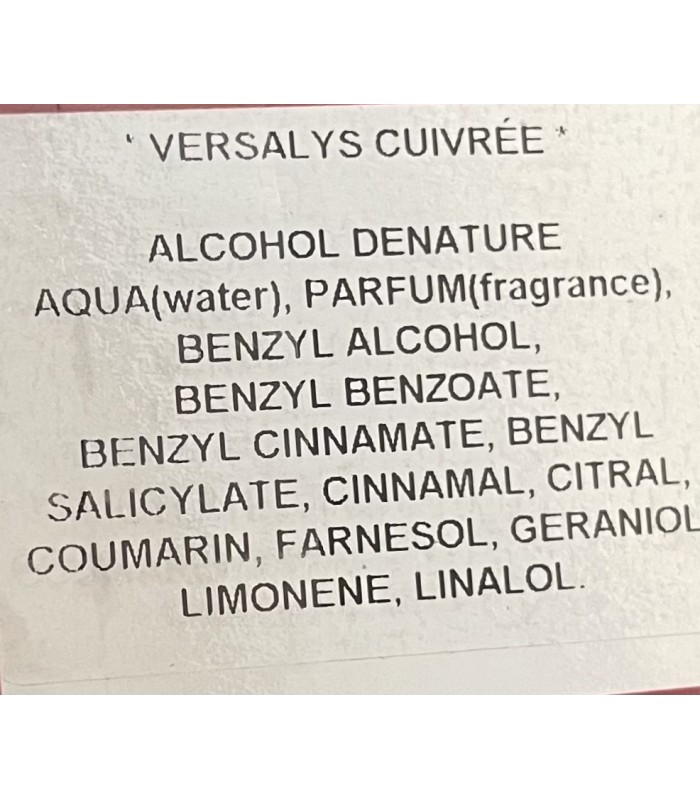 * VERSALYS CUIVRÉE *
ALCOHOL DENATURE
AQUA(water), PARFUM(fragrance),
BENZYL ALCOHOL,
BENZYL BENZOATE,
BENZYL CINNAMATE, BENZYL
SALICYLATE, CINNAMAL, CITRAL,
COUMARIN, FARNESOL, GERANIOL
LIMONENE, LINALOL.